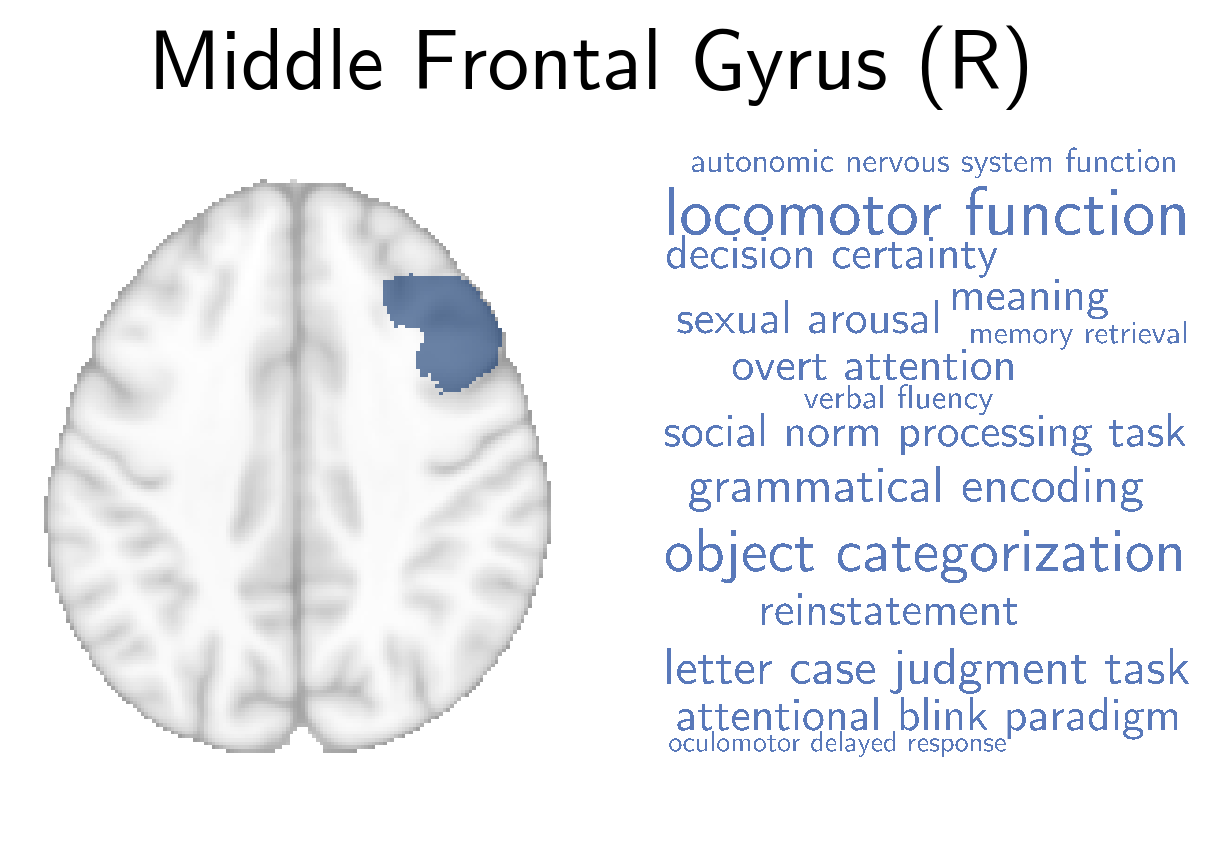 Middle Frontal Gyrus (R)
autonomic nervous system function
locomotor function
decision certainty
meaning
sexual arousal
memory retrieval
overt attention
verbal fluency
social norm processing task
grammatical encoding
object categorization
reinstatement
letter case judgment task
attentional blink paradigm
oculomotor delayed response